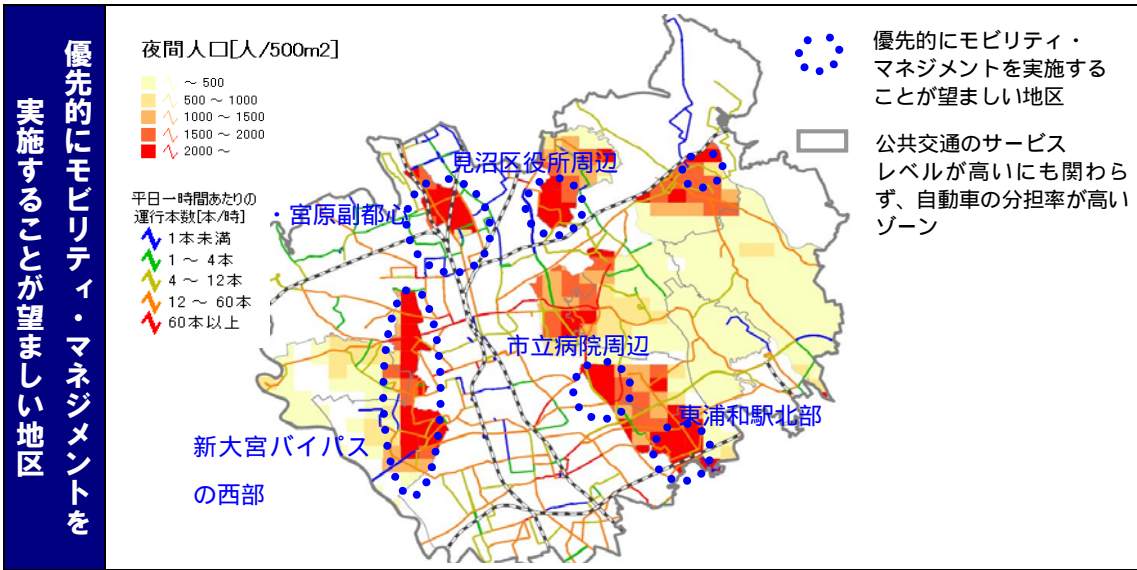 優先的にモビリティ・マネジメントを
実施することが望ましい地区
夜間人口[人/500m2]
～ 500
500 ～ 1000
1000 ～ 1500
1500 ～ 2000
2000 ～
平日一時間あたりの
運行本数[本/時]
1本未満
1 ～ 4本
4 ～ 12本
12 ～ 60本
60本以上
見沼区役所周辺
・宮原副都心
市立病院周辺
東浦和駅北部
新大宮バイパス
の西部
優先的にモビリティ・
マネジメントを実施する
ことが望ましい地区
公共交通のサービス
レベルが高いにも関わら
ず、自動車の分担率が高い
ゾーン